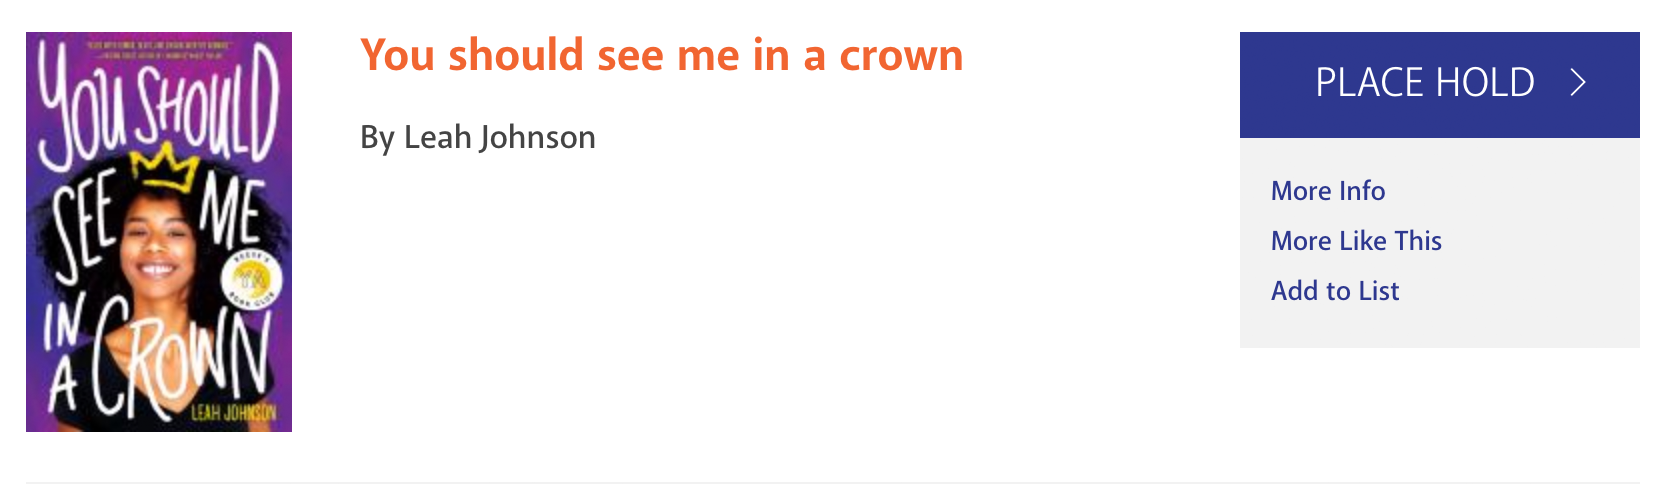 YOU SHOULD
SEE ME
IN
A CROWN
REESE'S
YA
BOOK CLUB
LEAH JOHNSON
You should see me in a crown
By Leah Johnson
PLACE HOLD
More Info
More Like This
Add to List